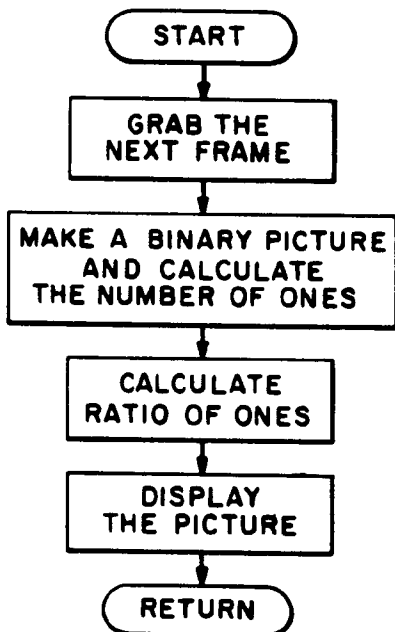 START
GRAB THE
NEXT FRAME
MAKE A BINARY PICTURE
AND CALCULATE
THE NUMBER OF ONES
CALCULATE
RATIO OF ONES
DISPLAY
THE PICTURE
RETURN